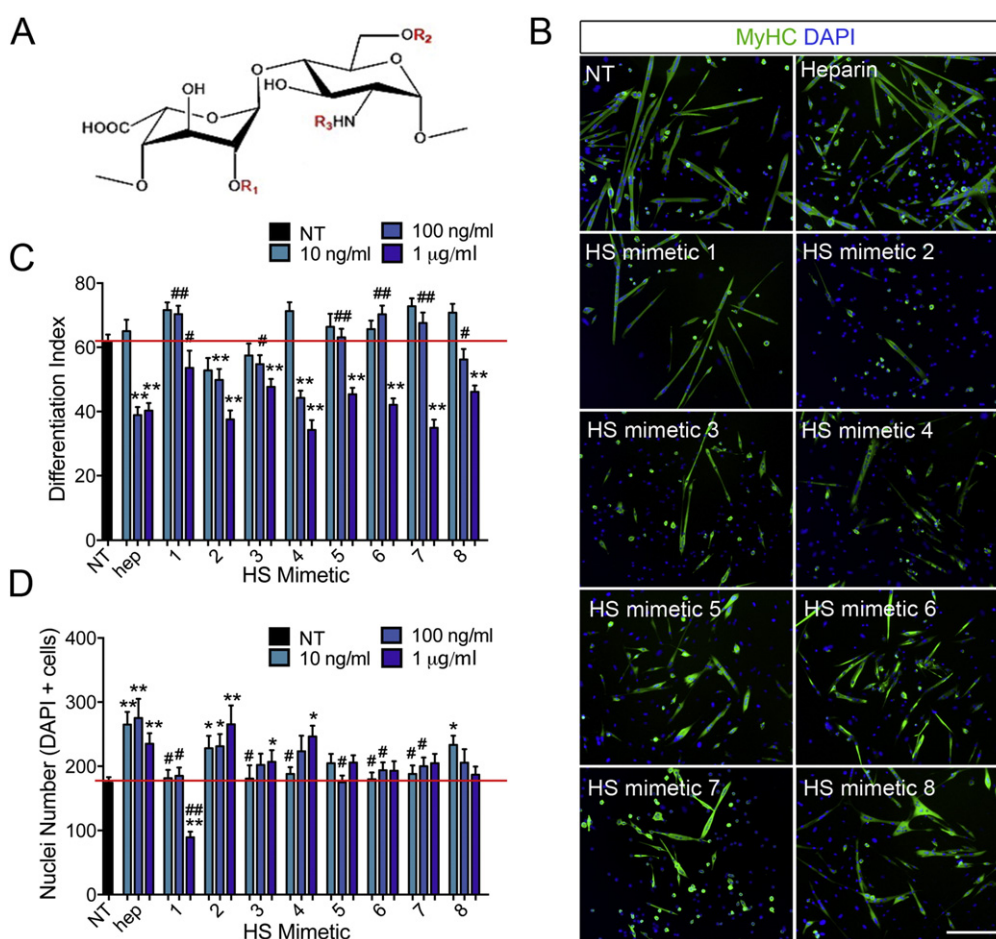 A
OR2
O
OH
O
HO
O
HOOC
O
R3HN
O
O
OR1
B
MyHC DAPI
NT
Heparin
HS mimetic 1
HS mimetic 2
HS mimetic 3
HS mimetic 4
HS mimetic 5
HS mimetic 6
HS mimetic 7
HS mimetic 8
C
NT
100 ng/ml
10 ng/ml
1 μg/ml
Differentiation Index
80
60
40
20
0
** **
## #
** **
# **
** **
## **
## **
## **
# **
NT hep 1 2 3 4 5 6 7 8
HS Mimetic
D
NT
100 ng/ml
10 ng/ml
1 μg/ml
Nuclei Number (DAPI + cells)
400
300
200
100
0
** ** **
# # ## **
* * **
# *
# *
#
# #
# #
*
NT hep 1 2 3 4 5 6 7 8
HS Mimetic